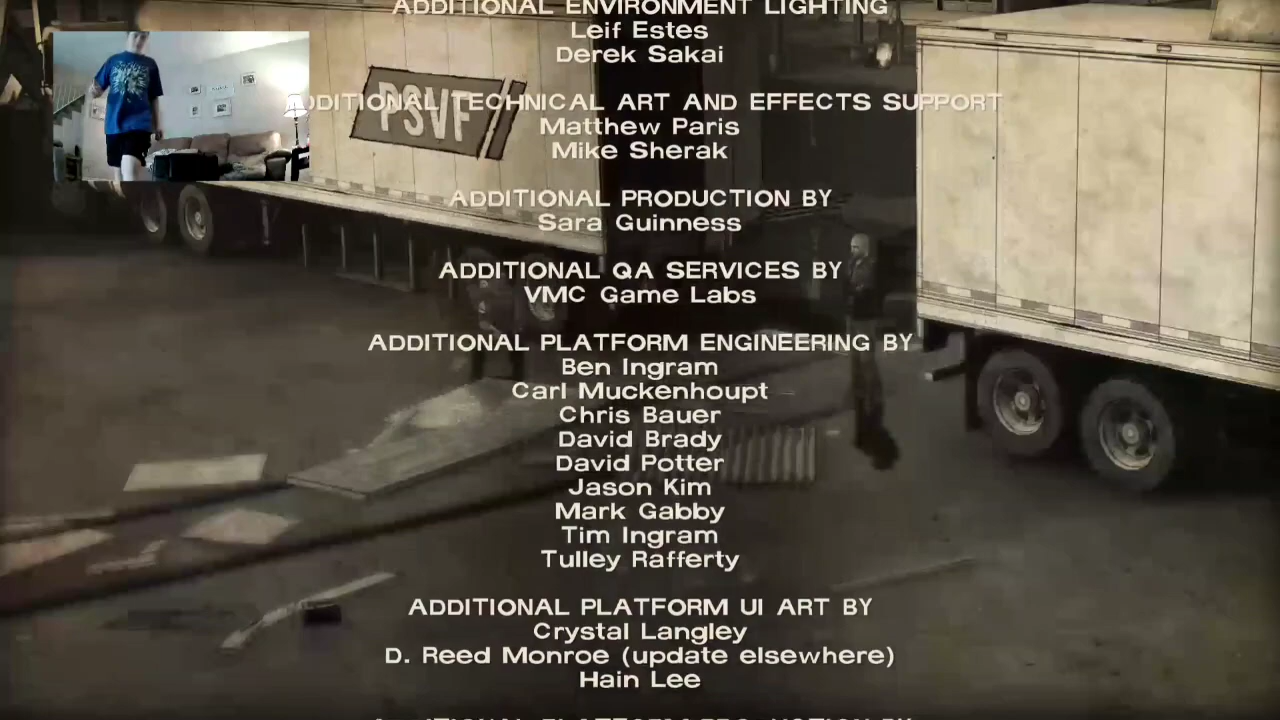 ADDITIONAL ENVIRONMENT LIGHTING
Leif Estes
Derek Sakai
ADDITIONAL TECHNICAL ART AND EFFECTS SUPPORT
Matthew Paris
Mike Sherak
PSVF
ADDITIONAL PRODUCTION BY
Sara Guinness
ADDITIONAL QA SERVICES BY
VMC Game Labs
ADDITIONAL PLATFORM ENGINEERING BY
Ben Ingram
Carl Muckenhoupt
Chris Bauer
David Brady
David Potter
Jason Kim
Mark Gabby
Tim Ingram
Tulley Rafferty
ADDITIONAL PLATFORM UI ART BY
Crystal Langley
D. Reed Monroe (update elsewhere)
Hain Lee